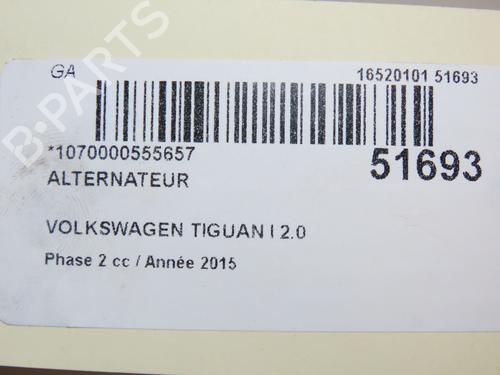 GA
16520101 51693
*1070000555657
51693
ALTERNATEUR
VOLKSWAGEN TIGUAN I 2.0
Phase 2 cc / Année 2015
B-PARTS